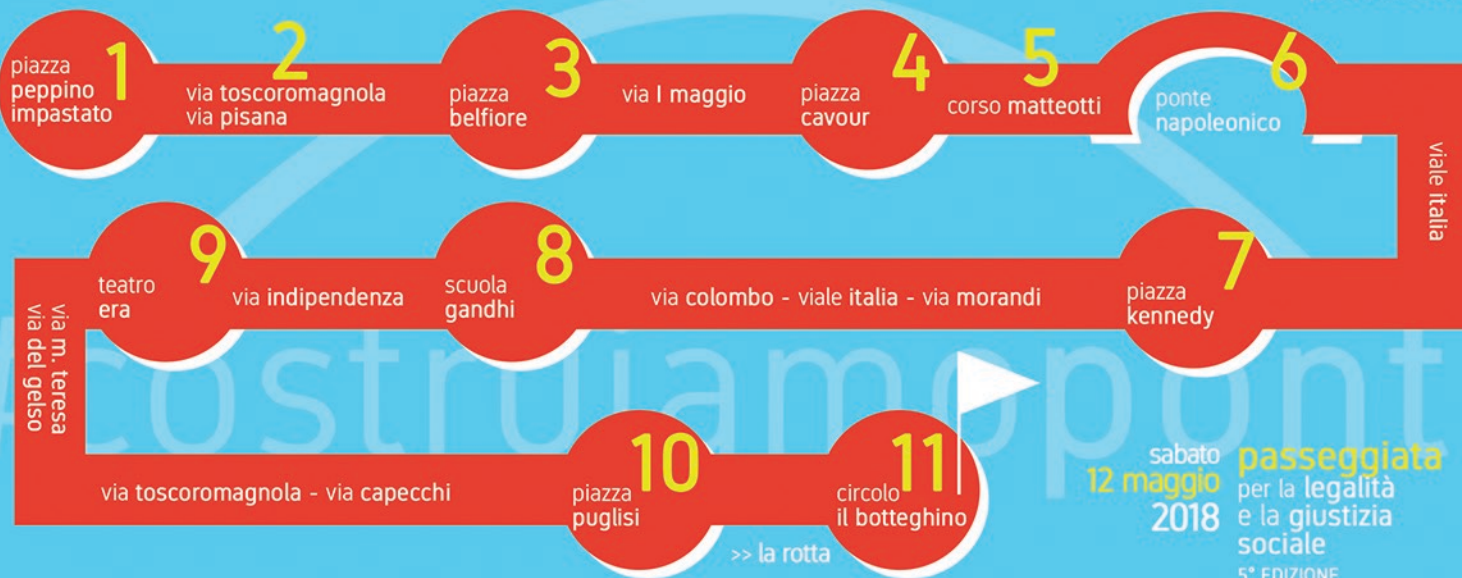 1
piazza
peppino
impastato
2
via toscoromagnola
via pisana
3
piazza
belfiore
via I maggio
4
piazza
cavour
5
corso matteotti
6
ponte
napoleonico
viale italia
7
piazza
kennedy
via colombo - viale italia - via morandi
8
scuola
gandhi
via indipendenza
9
teatro
era
via m. teresa
via del gelso
via toscoromagnola - via capecchi
10
piazza
puglisi
>> la rotta
11
circolo
il botteghino
#costruiamopont
sabato
12 maggio
2018
passeggiata
per la legalità
e la giustizia
sociale
5ª EDIZIONE